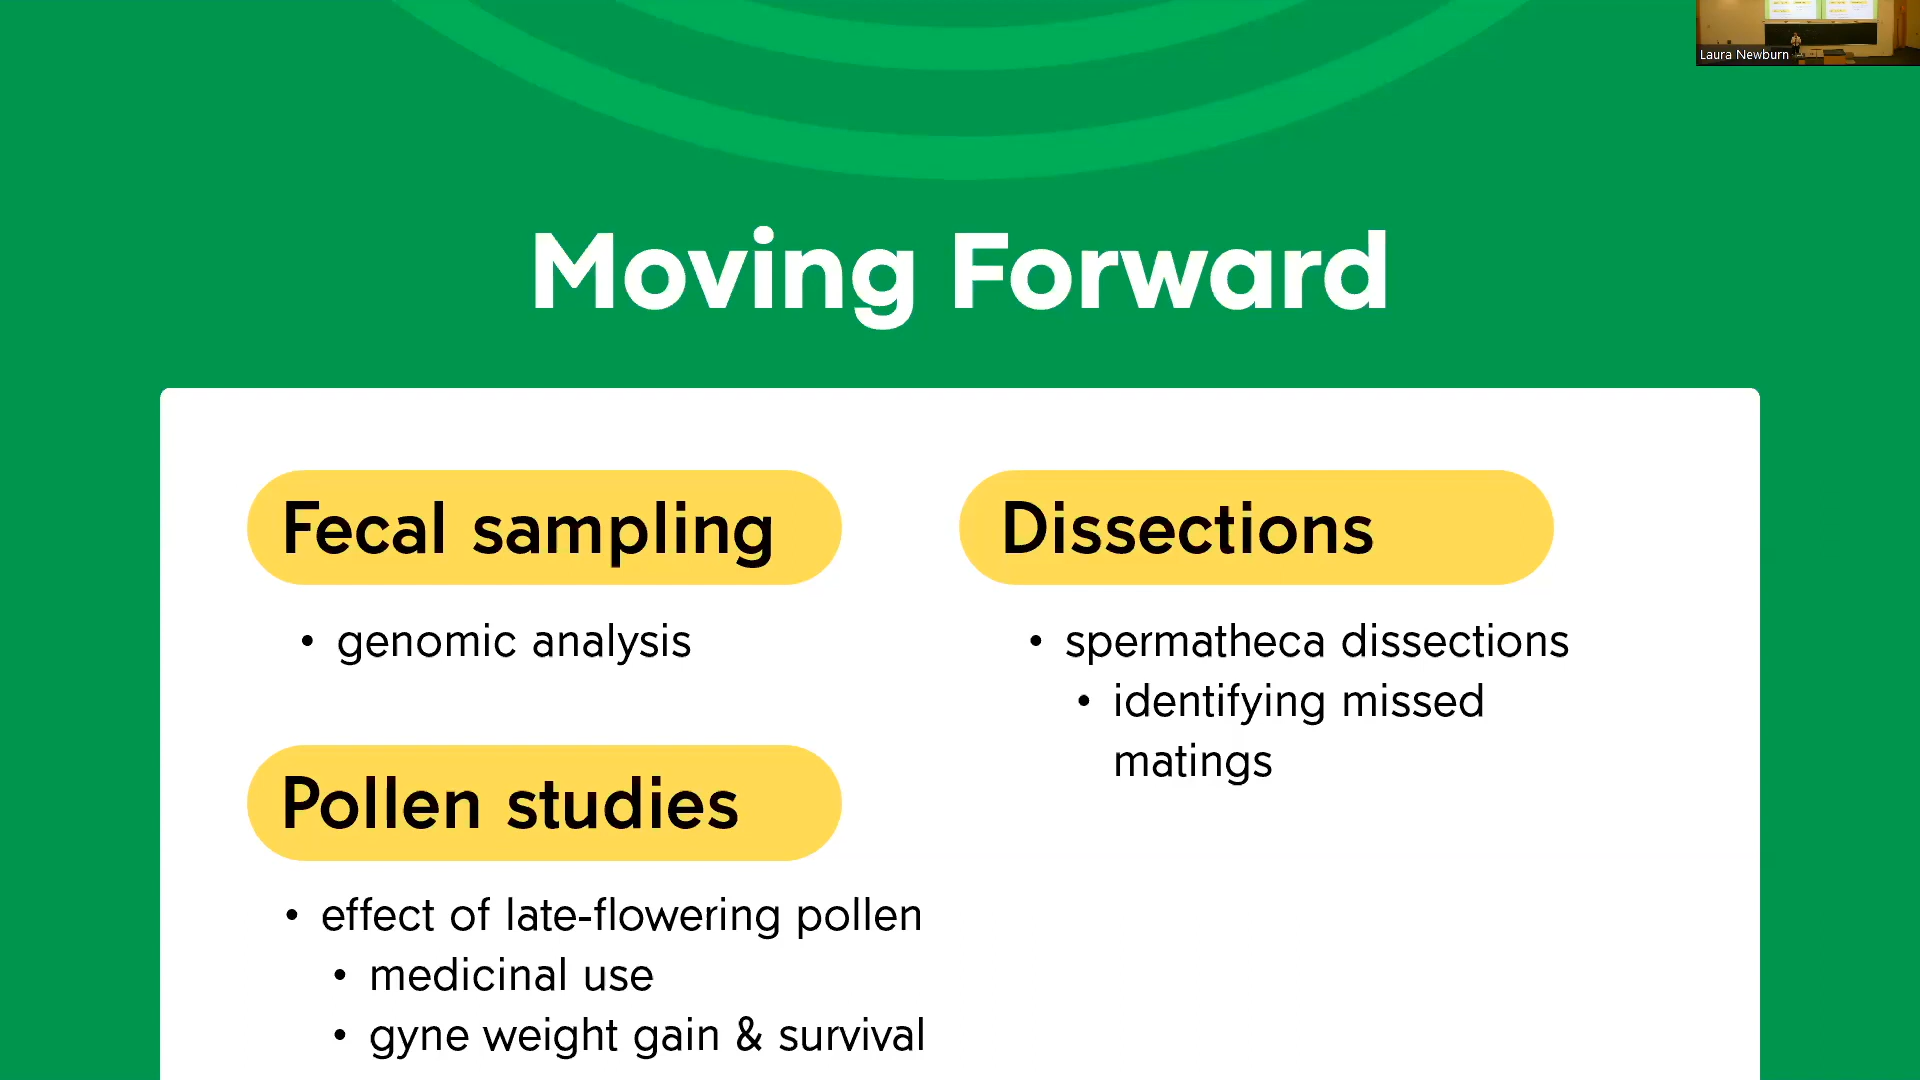 Laura Newburn
Moving Forward
Fecal sampling
• genomic analysis
Pollen studies
• effect of late-flowering pollen
• medicinal use
• gyne weight gain & survival
Dissections
• spermatheca dissections
• identifying missed
matings